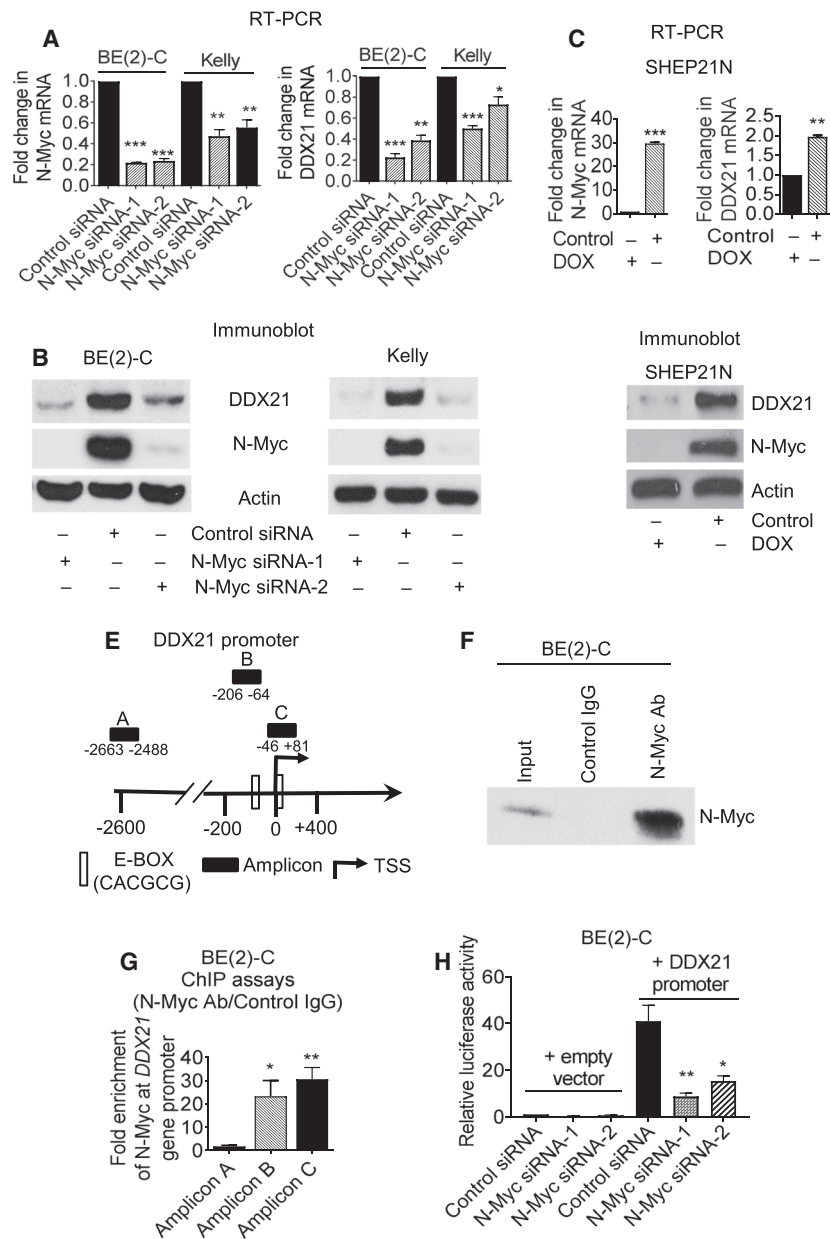 A
RT-PCR
BE(2)-C
Kelly
Fold change in
N-Myc mRNA
1.0
0.8
0.6
0.4
0.2
0.0
***
***
**
**
Control siRNA
N-Myc siRNA-1
N-Myc siRNA-2
Control siRNA
N-Myc siRNA-1
N-Myc siRNA-2
BE(2)-C
Kelly
Fold change in
DDX21 mRNA
1.0
0.8
0.6
0.4
0.2
0.0
***
**
***
*
Control siRNA
N-Myc siRNA-1
N-Myc siRNA-2
Control siRNA
N-Myc siRNA-1
N-Myc siRNA-2
C
RT-PCR
SHEP21N
Fold change in
N-Myc mRNA
40
30
20
10
0
***
Control – +
DOX + –
Fold change in
DDX21 mRNA
2.5
2.0
1.5
1.0
0.5
0.0
**
Control – +
DOX + –
B
Immunoblot
BE(2)-C
Kelly
DDX21
N-Myc
Actin
– + – Control siRNA – + –
+ – – N-Myc siRNA-1 + – –
– – + N-Myc siRNA-2 – – +
Immunoblot
SHEP21N
DDX21
N-Myc
Actin
– + Control
+ – DOX
E
DDX21 promoter
B
-206 -64
A
-2663 -2488
C
-46 +81
-2600
-200
0
+400
E-BOX
(CACGCG)
Amplicon
TSS
F
BE(2)-C
Input
Control IgG
N-Myc Ab
N-Myc
G
BE(2)-C
ChIP assays
(N-Myc Ab/Control IgG)
Fold enrichment
of N-Myc at DDX21
gene promoter
40
30
20
10
0
*
**
Amplicon A
Amplicon B
Amplicon C
H
BE(2)-C
Relative luciferase activity
60
40
20
0
+ empty
vector
+ DDX21
promoter
**
*
Control siRNA
N-Myc siRNA-1
N-Myc siRNA-2
Control siRNA
N-Myc siRNA-1
N-Myc siRNA-2